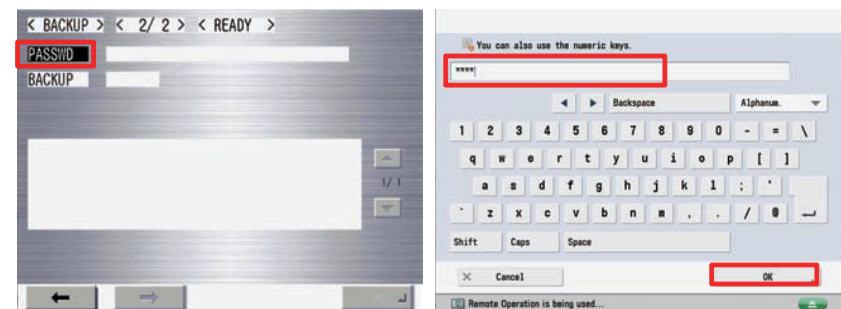 < BACKUP > < 2/ 2 > < READY >
PASSWD
BACKUP
1/ 1
You can also use the numeric keys.
****
Backspace
Alphanum.
1 2 3 4 5 6 7 8 9 0 - = \
q w e r t y u i o p [ ]
a s d f g h j k l ; '
` z x c v b n m , . / @
Shift Caps Space
× Cancel
OK
Remote Operation is being used...